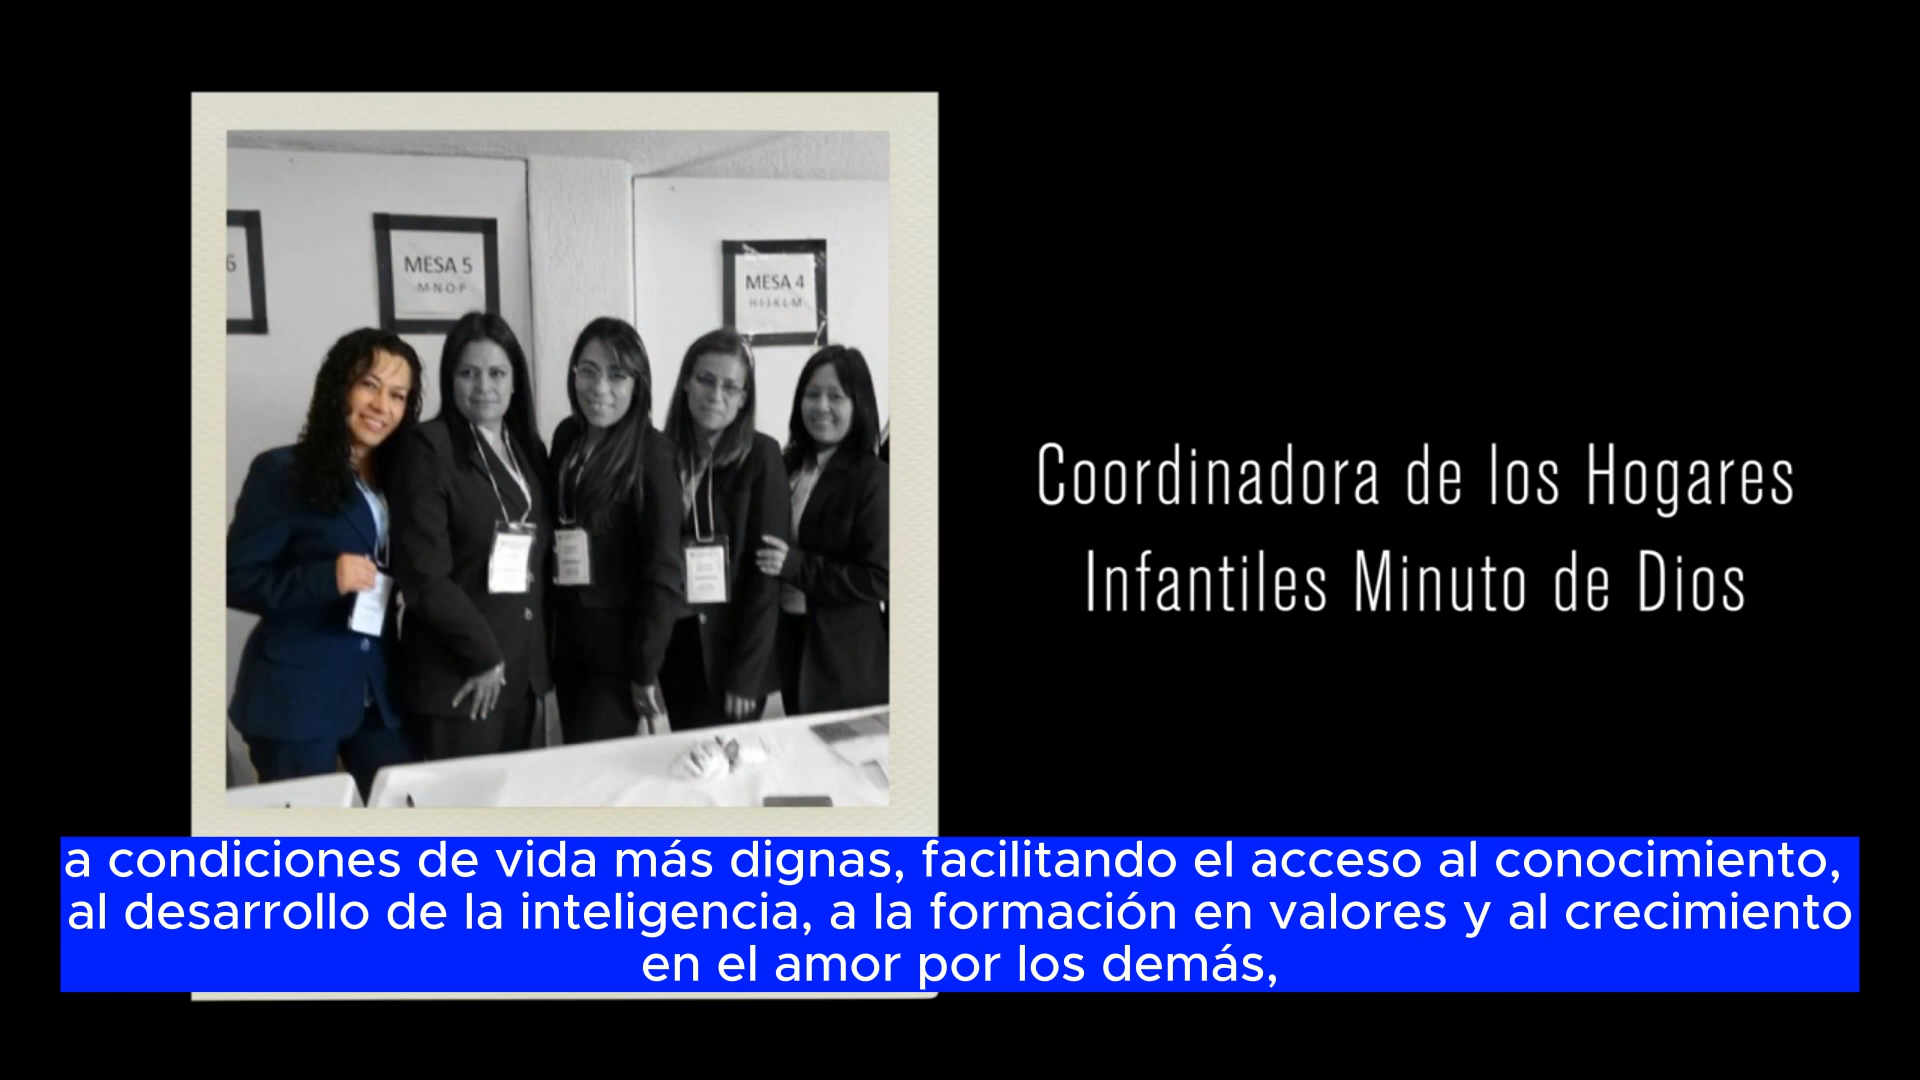 6
MESA 5
M-N-O-P
MESA 4
H-I-J-K-L-M
Coordinadora de los Hogares
Infantiles Minuto de Dios
a condiciones de vida más dignas, facilitando el acceso al conocimiento,
al desarrollo de la inteligencia, a la formación en valores y al crecimiento
en el amor por los demás,